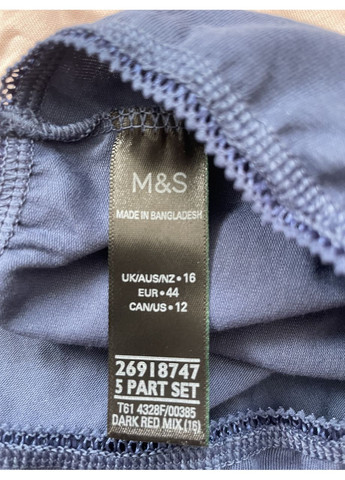 M&S
MADE IN BANGLADESH
UK/AUS/NZ • 16
EUR • 44
CAN/US • 12
26918747
5 PART SET
T61 4328F/00385
DARK RED MIX (16)